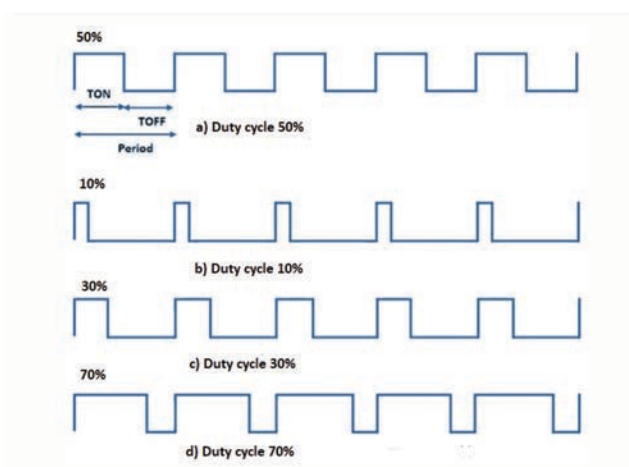 50%
TON
TOFF
Period
a) Duty cycle 50%
10%
b) Duty cycle 10%
30%
c) Duty cycle 30%
70%
d) Duty cycle 70%